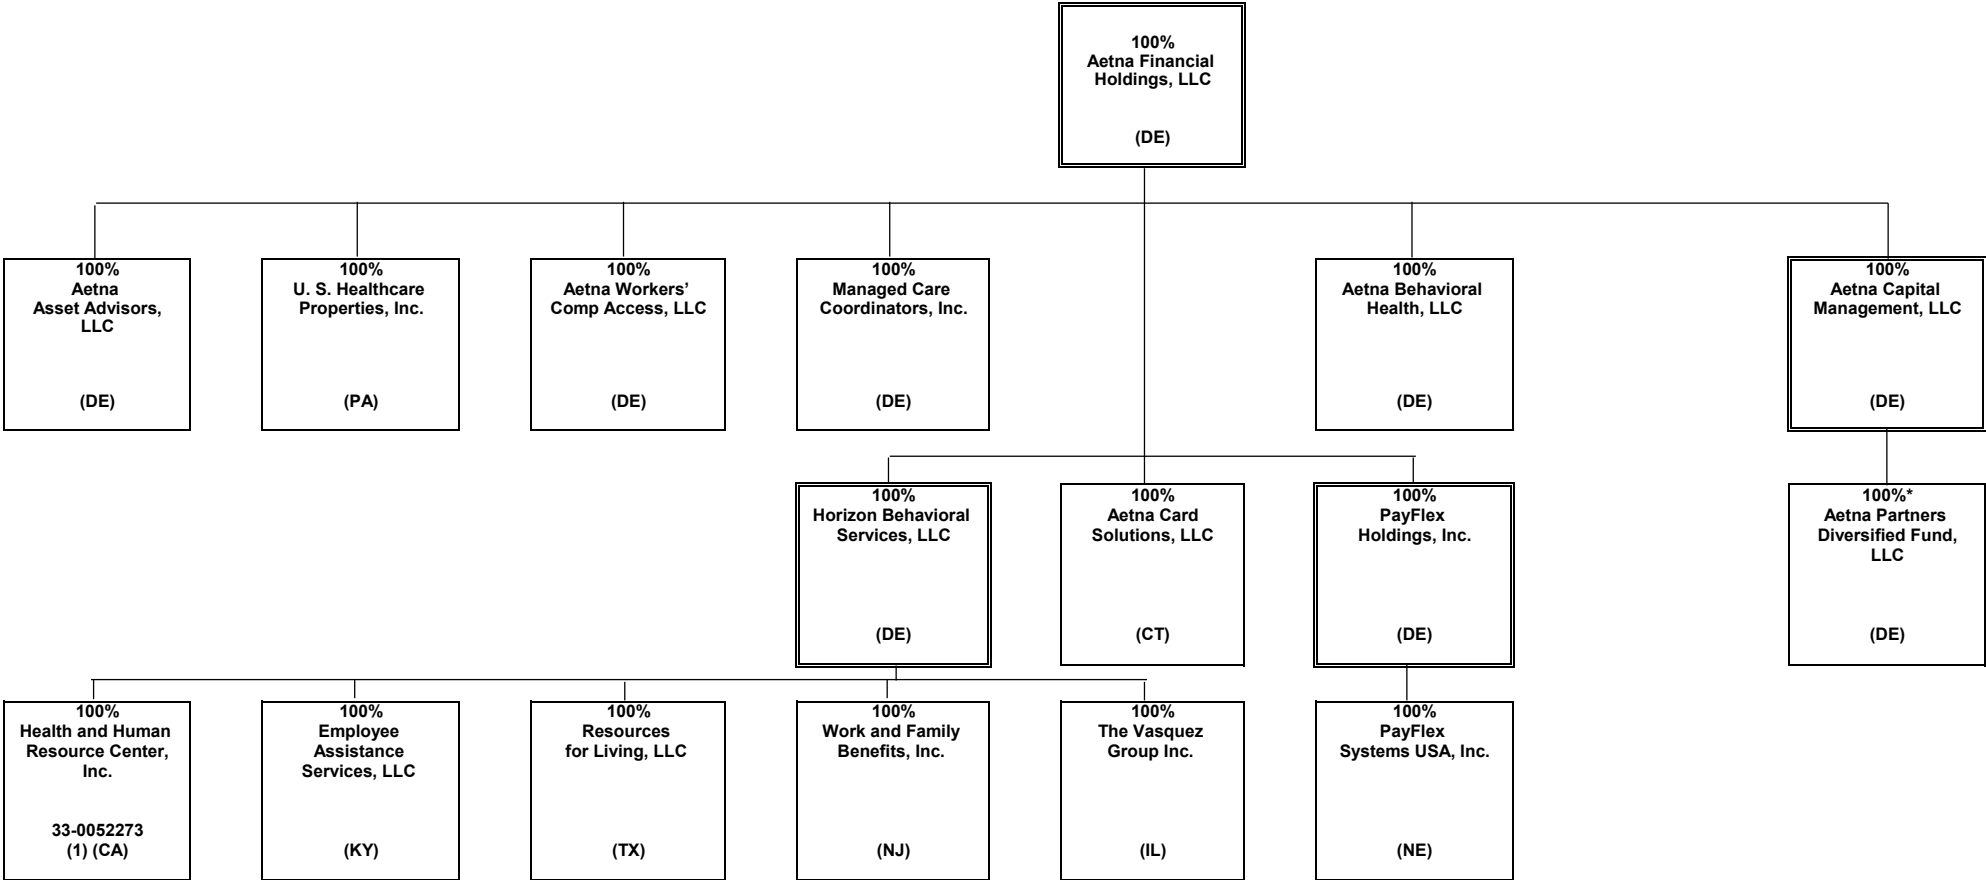 100%
Aetna Financial
Holdings, LLC
(DE)
100%
Aetna
Asset Advisors,
LLC
(DE)
100%
U. S. Healthcare
Properties, Inc.
(PA)
100%
Aetna Workers’
Comp Access, LLC
(DE)
100%
Managed Care
Coordinators, Inc.
(DE)
100%
Aetna Behavioral
Health, LLC
(DE)
100%
Aetna Capital
Management, LLC
(DE)
100%
Horizon Behavioral
Services, LLC
(DE)
100%
Aetna Card
Solutions, LLC
(CT)
100%
PayFlex
Holdings, Inc.
(DE)
100%*
Aetna Partners
Diversified Fund,
LLC
(DE)
100%
Health and Human
Resource Center,
Inc.
33-0052273
(1) (CA)
100%
Employee
Assistance
Services, LLC
(KY)
100%
Resources
for Living, LLC
(TX)
100%
Work and Family
Benefits, Inc.
(NJ)
100%
The Vasquez
Group Inc.
(IL)
100%
PayFlex
Systems USA, Inc.
(NE)